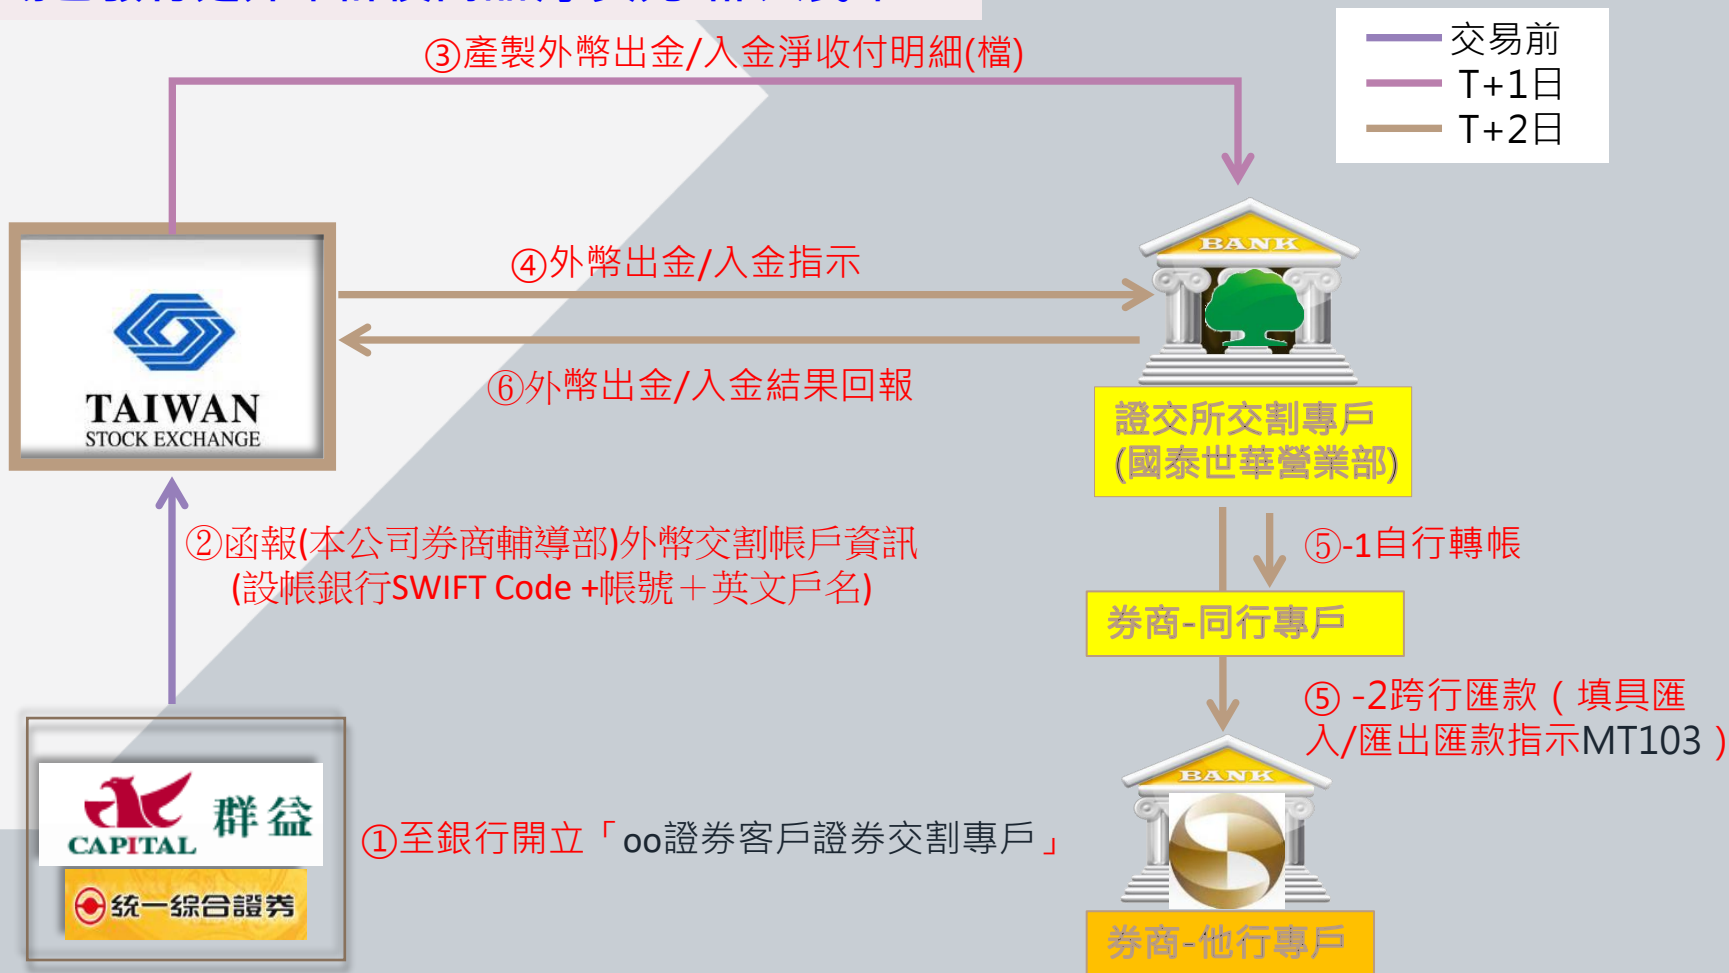 ③產製外幣出金/入金淨收付明細(檔)
交易前
T+1日
T+2日
BANK
④外幣出金/入金指示
TAIWAN
STOCK EXCHANGE
⑥外幣出金/入金結果回報
證交所交割專戶
(國泰世華營業部)
②函報(本公司券商輔導部)外幣交割帳戶資訊
(設帳銀行SWIFT Code +帳號＋英文戶名)
⑤-1自行轉帳
券商-同行專戶
⑤ -2跨行匯款（填具匯
入/匯出匯款指示MT103）
BANK
CAPITAL 群益
①至銀行開立「oo證券客戶證券交割專戶」
統一綜合證券
券商-他行專戶